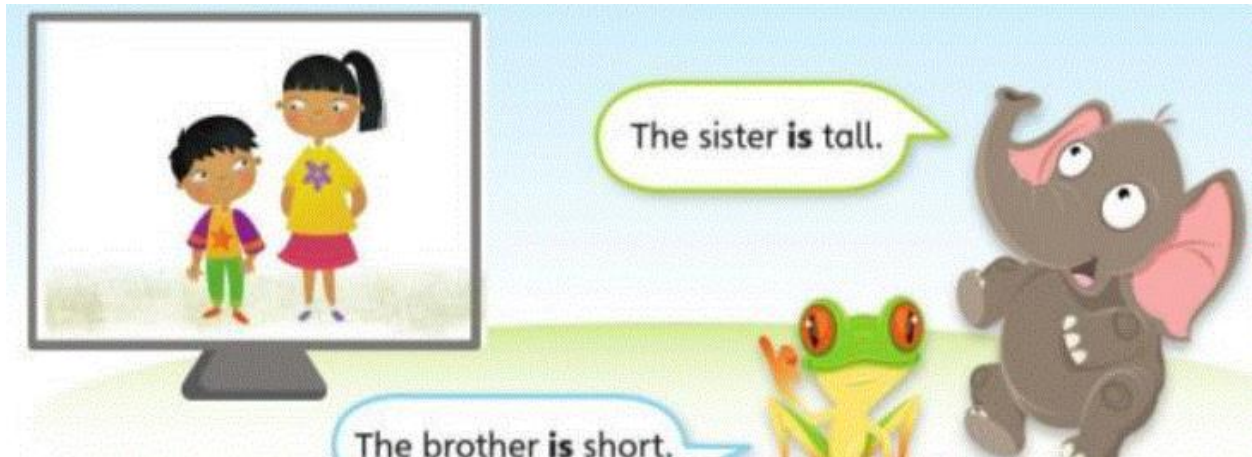 The sister is tall.
The brother is short.